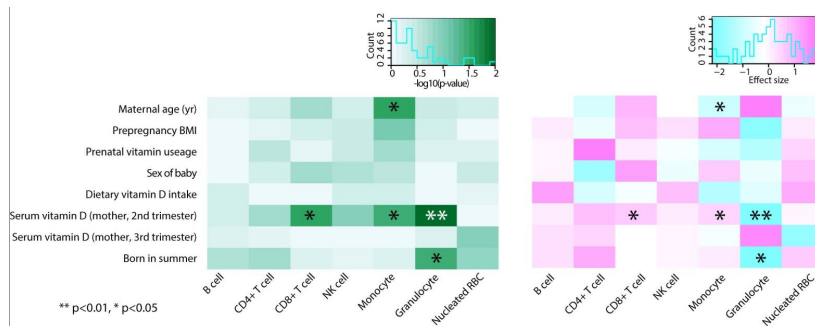 12
10
8
6
4
2
0
Count
0 0.5 1 1.5 2
-log10(p-value)
0 1 2 3 4 5 6
Count
-2 -1 0 1
Effect size
Maternal age (yr)
Prepregnancy BMI
Prenatal vitamin useage
Sex of baby
Dietary vitamin D intake
Serum vitamin D (mother, 2nd trimester)
Serum vitamin D (mother, 3rd trimester)
Born in summer
* *
* * ** * * **
* *
B cell
CD4+ T cell
CD8+ T cell
NK cell
Monocyte
Granulocyte
Nucleated RBC
B cell
CD4+ T cell
CD8+ T cell
NK cell
Monocyte
Granulocyte
Nucleated RBC
** p<0.01, * p<0.05